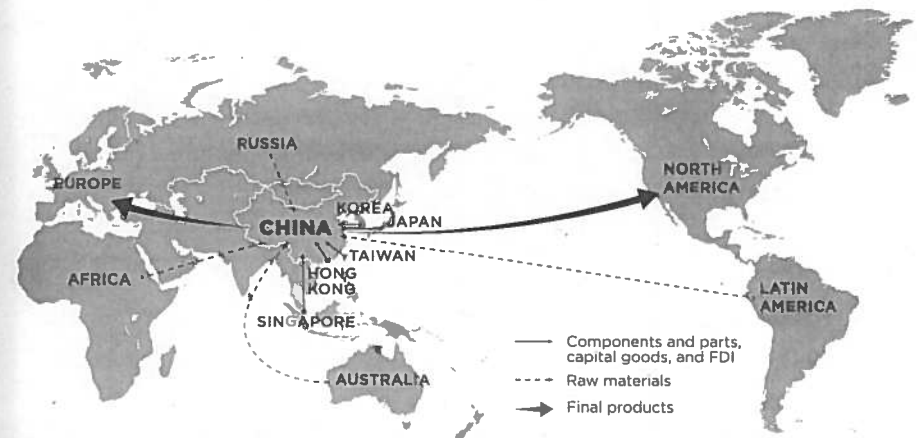 RUSSIA
EUROPE
NORTH
AMERICA
KOREA
JAPAN
CHINA
TAIWAN
AFRICA
HONG
KONG
LATIN
AMERICA
SINGAPORE
AUSTRALIA
Components and parts,
capital goods, and FDI
Raw materials
Final products